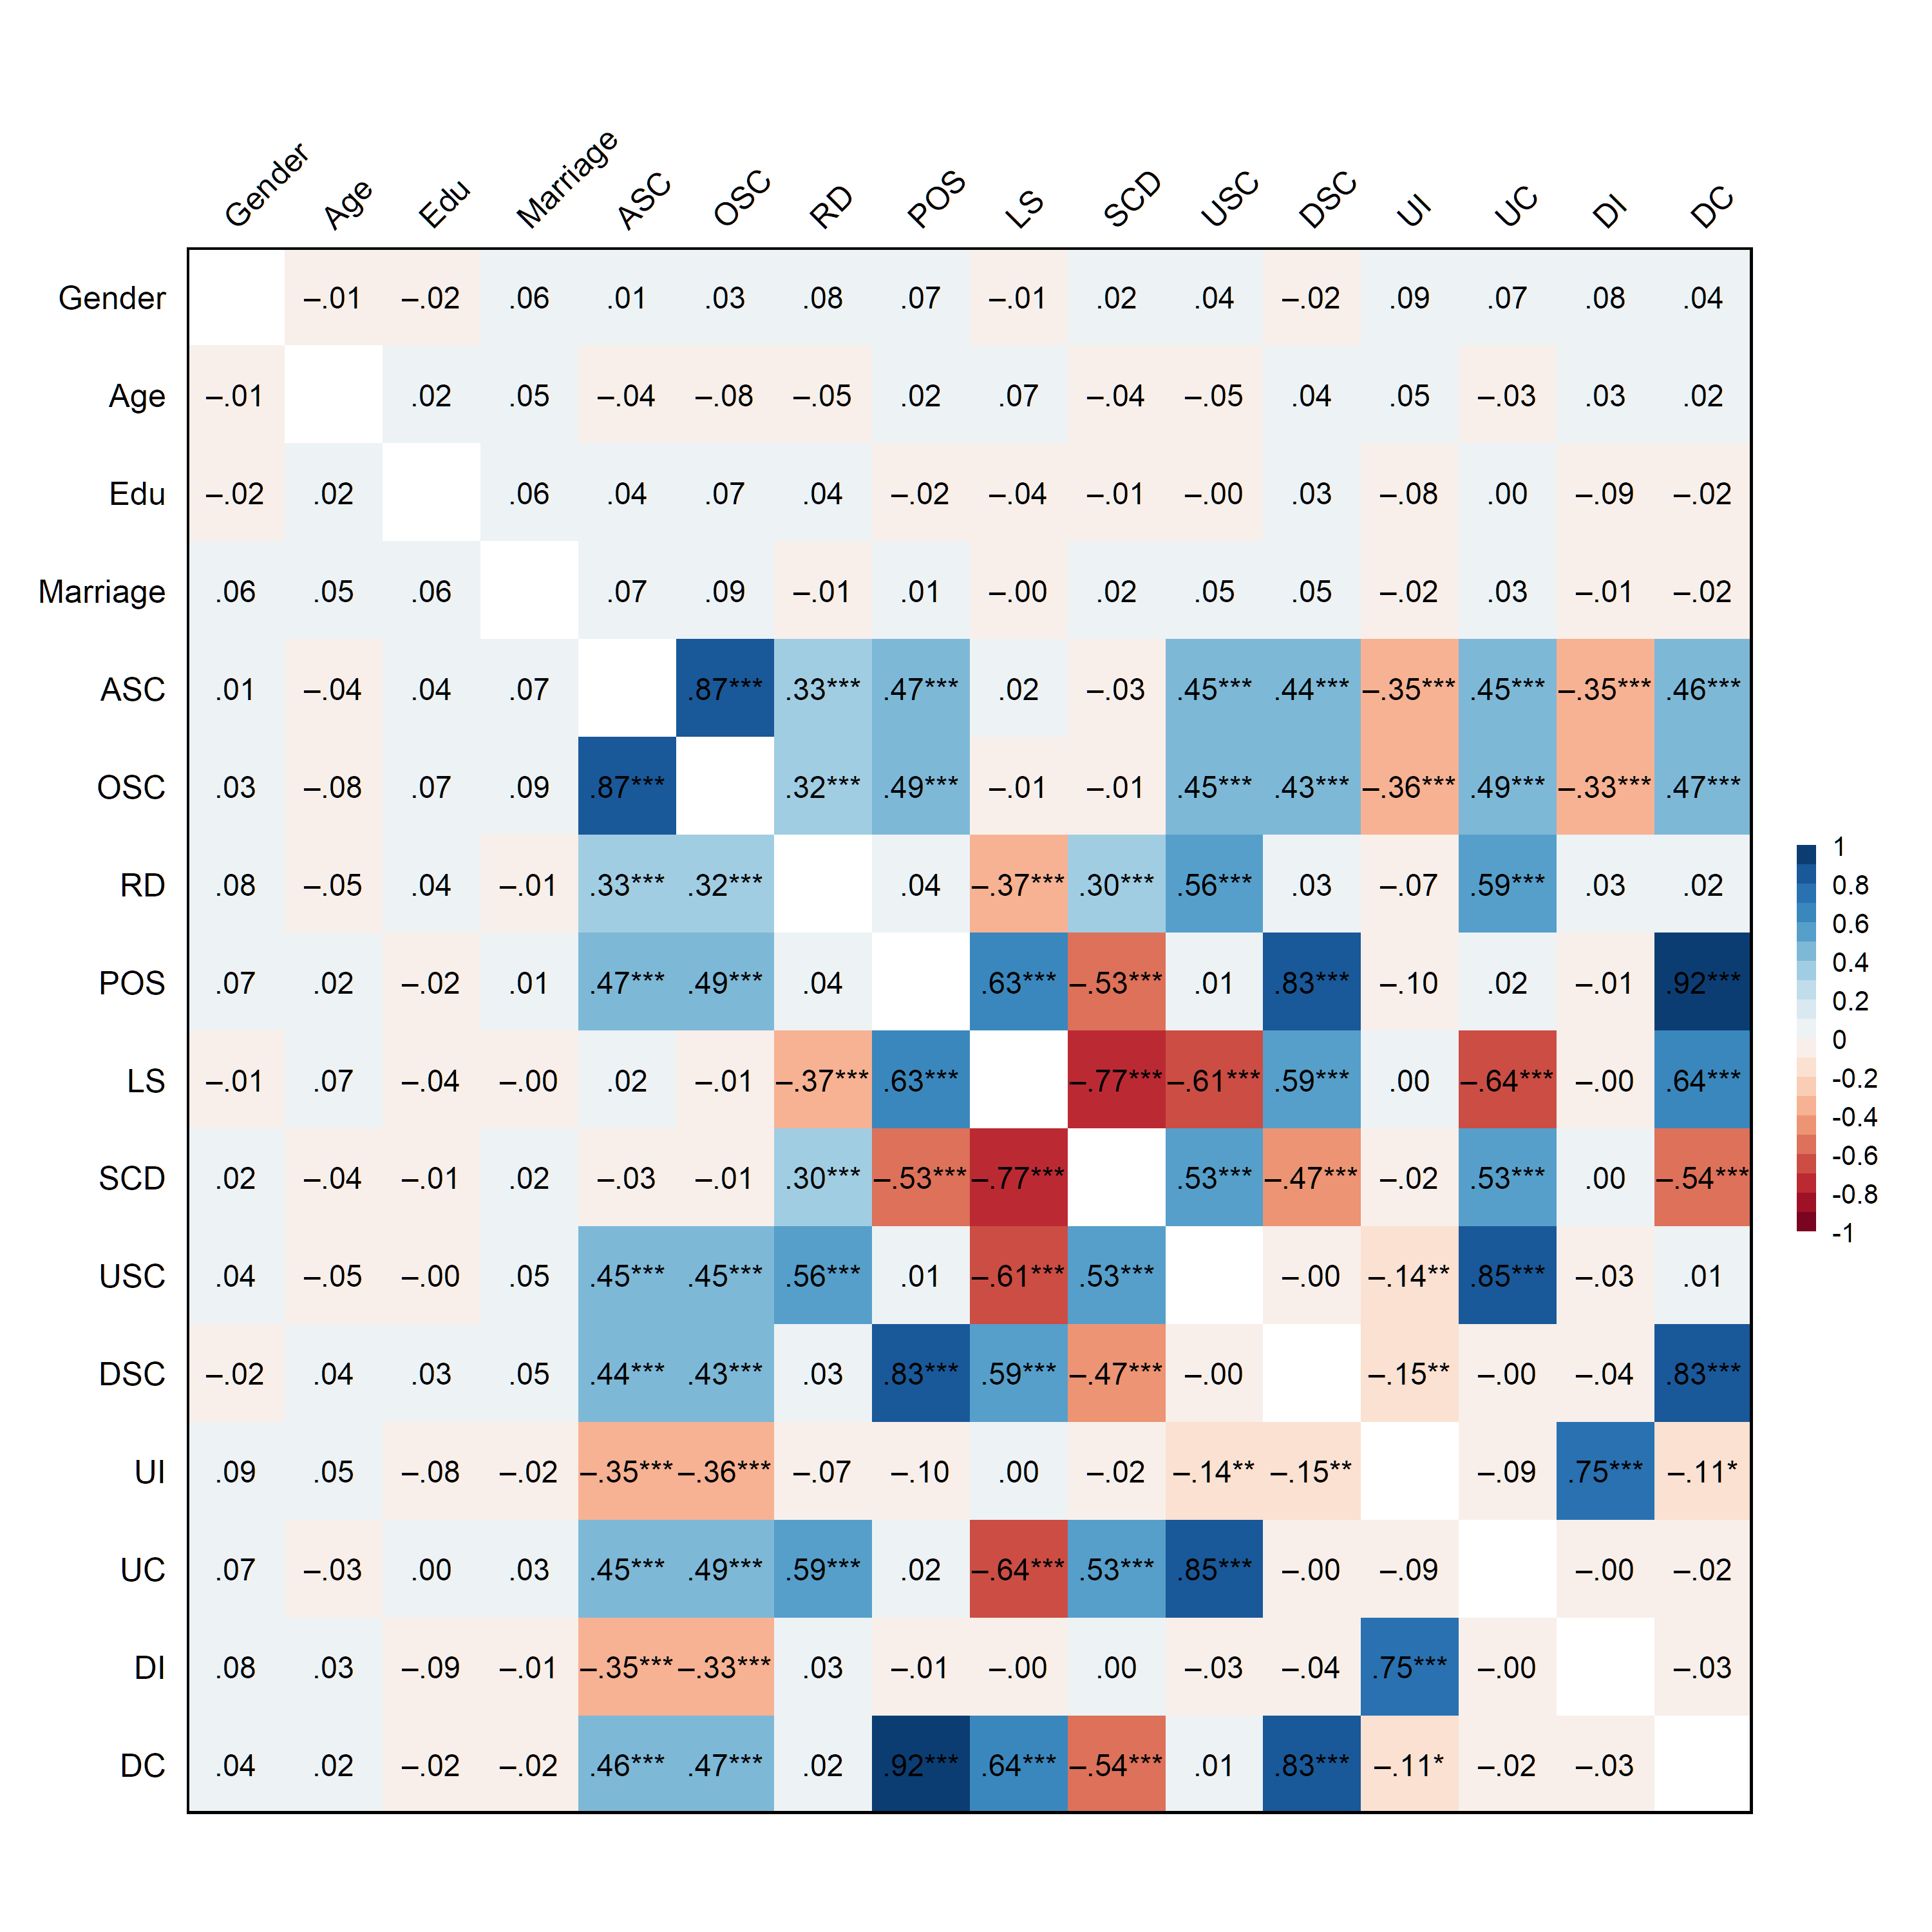 Gender Age Edu Marriage ASC OSC RD POS LS SCD USC DSC UI UC DI DC
Gender –.01 –.02 .06 .01 .03 .08 .07 –.01 .02 .04 –.02 .09 .07 .08 .04
Age –.01 .02 .05 –.04 –.08 –.05 .02 .07 –.04 –.05 .04 .05 –.03 .03 .02
Edu –.02 .02 .06 .04 .07 .04 –.02 –.04 –.01 –.00 .03 –.08 .00 –.09 –.02
Marriage .06 .05 .06 .07 .09 –.01 .01 –.00 .02 .05 .05 –.02 .03 –.01 –.02
ASC .01 –.04 .04 .07 .87*** .33*** .47*** .02 –.03 .45*** .44*** –.35*** .45*** –.35*** .46***
OSC .03 –.08 .07 .09 .87*** .32*** .49*** –.01 –.01 .45*** .43*** –.36*** .49*** –.33*** .47***
RD .08 –.05 .04 –.01 .33*** .32*** .04 –.37*** .30*** .56*** .03 –.07 .59*** .03 .02
POS .07 .02 –.02 .01 .47*** .49*** .04 .63*** –.53*** .01 .83*** –.10 .02 –.01 .92***
LS –.01 .07 –.04 –.00 .02 –.01 –.37*** .63*** –.77*** –.61*** .59*** .00 –.64*** –.00 .64***
SCD .02 –.04 –.01 .02 –.03 –.01 .30*** –.53*** –.77*** .53*** –.47*** –.02 .53*** .00 –.54***
USC .04 –.05 –.00 .05 .45*** .45*** .56*** .01 –.61*** .53*** –.00 –.14** .85*** –.03 .01
DSC –.02 .04 .03 .05 .44*** .43*** .03 .83*** .59*** –.47*** –.00 –.15** –.00 –.04 .83***
UI .09 .05 –.08 –.02 –.35*** –.36*** –.07 –.10 .00 –.02 –.14** –.15** –.09 .75*** –.11*
UC .07 –.03 .00 .03 .45*** .49*** .59*** .02 –.64*** .53*** .85*** –.00 –.09 –.00 –.02
DI .08 .03 –.09 –.01 –.35*** –.33*** .03 –.01 –.00 .00 –.03 –.04 .75*** –.00 –.03
DC .04 .02 –.02 –.02 .46*** .47*** .02 .92*** .64*** –.54*** .01 .83*** –.11* –.02 –.03
1
0.8
0.6
0.4
0.2
0
-0.2
-0.4
-0.6
-0.8
-1